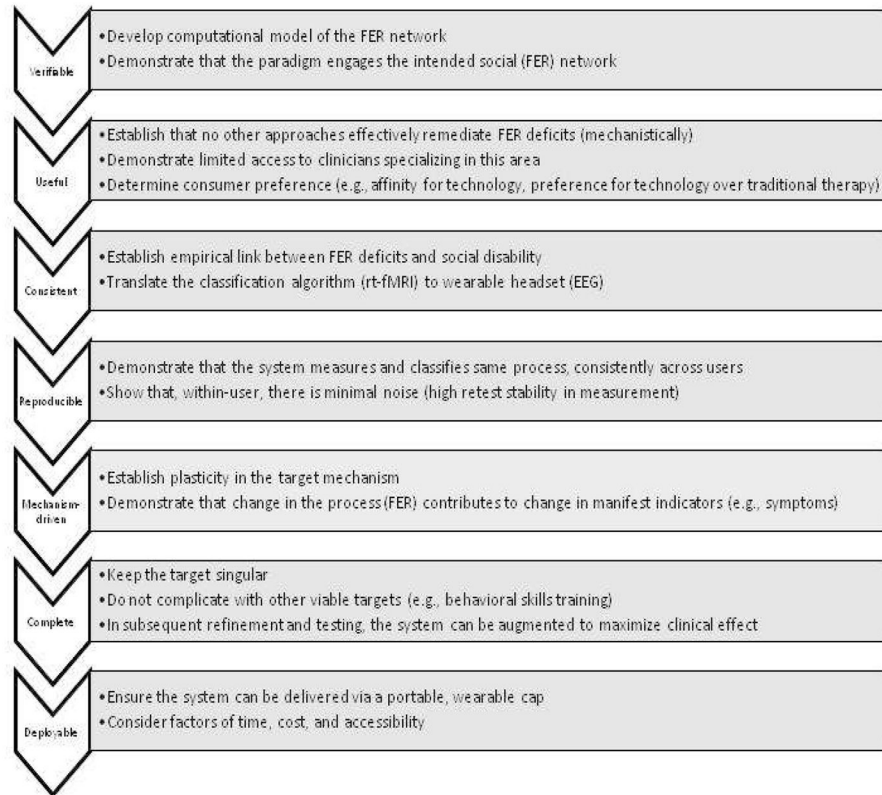 Verifiable
•Develop computational model of the FER network
•Demonstrate that the paradigm engages the intended social (FER) network
Useful
•Establish that no other approaches effectively remediate FER deficits (mechanistically)
•Demonstrate limited access to clinicians specializing in this area
•Determine consumer preference (e.g., affinity for technology, preference for technology over traditional therapy)
Consistent
•Establish empirical link between FER deficits and social disability
•Translate the classification algorithm (rt-fMRI) to wearable headset (EEG)
Reproducible
•Demonstrate that the system measures and classifies same process, consistently across users
•Show that, within-user, there is minimal noise (high retest stability in measurement)
Mechanism-
driven
•Establish plasticity in the target mechanism
•Demonstrate that change in the process (FER) contributes to change in manifest indicators (e.g., symptoms)
Complete
•Keep the target singular
•Do not complicate with other viable targets (e.g., behavioral skills training)
•In subsequent refinement and testing, the system can be augmented to maximize clinical effect
Deployable
•Ensure the system can be delivered via a portable, wearable cap
•Consider factors of time, cost, and accessibility